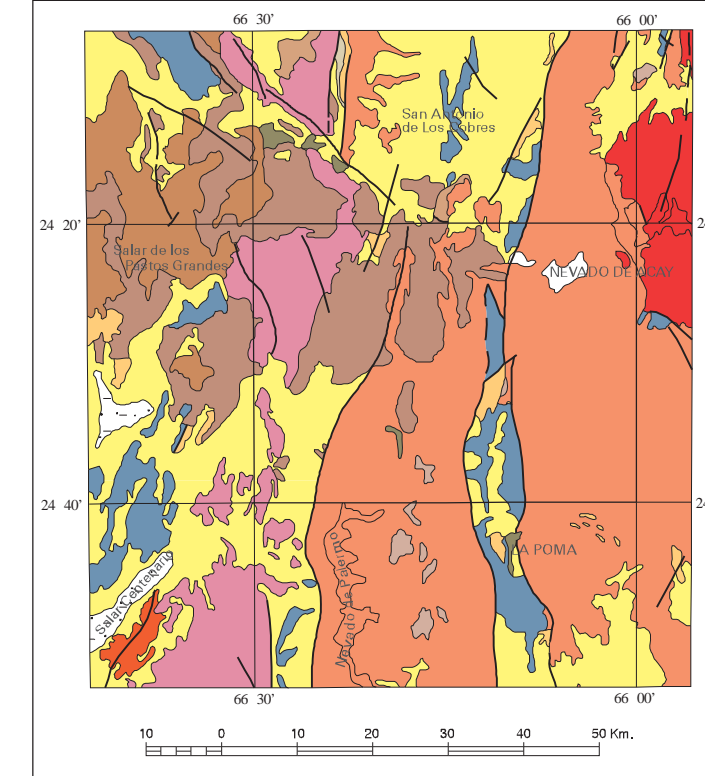 66 30'
66 00'
San Antonio
de Los Cobres
24 20'
24
Salar de los
Pastos Grandes
NEVADO DE ACAY
24 40'
24
LA POMA
Salar Centenario
Nevado de Palermo
66 30'
66 00'
10 0 10 20 30 40 50 Km.